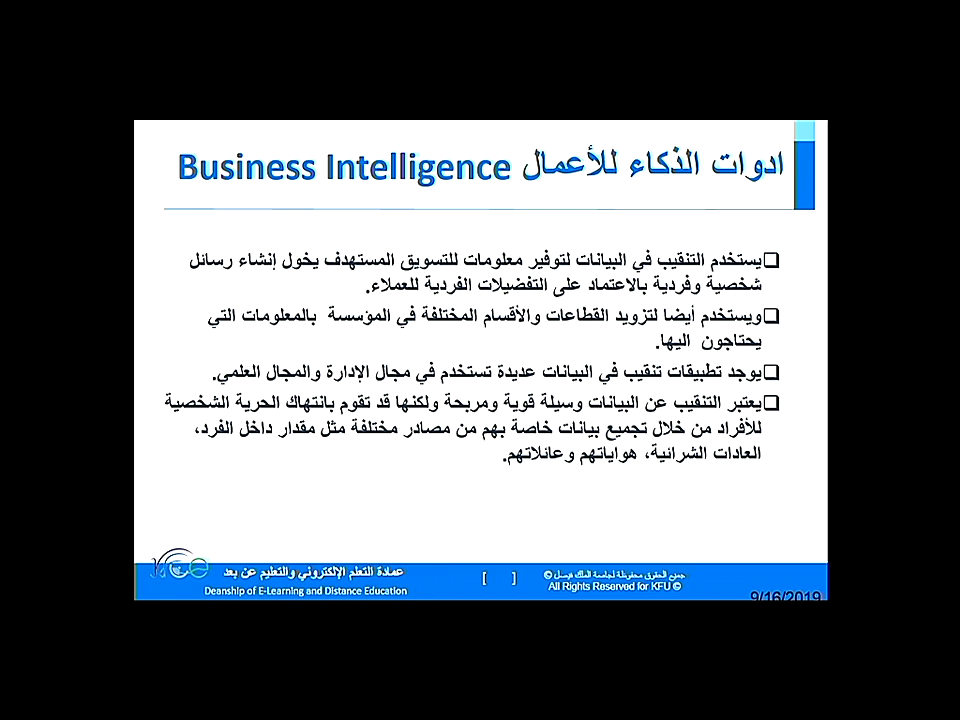 ادوات الذكاء للأعمال Business Intelligence
❑يستخدم التنقيب في البيانات لتوفير معلومات للتسويق المستهدف يخول إنشاء رسائل
شخصية وفردية بالاعتماد على التفضيلات الفردية للعملاء.
❑ويستخدم أيضا لتزويد القطاعات والأقسام المختلفة في المؤسسة بالمعلومات التي
يحتاجون اليها.
❑يوجد تطبيقات تنقيب في البيانات عديدة تستخدم في مجال الإدارة والمجال العلمي.
❑يعتبر التنقيب عن البيانات وسيلة قوية ومربحة ولكنها قد تقوم بانتهاك الحرية الشخصية
للأفراد من خلال تجميع بيانات خاصة بهم من مصادر مختلفة مثل مقدار داخل الفرد،
العادات الشرائية، هواياتهم وعائلاتهم.
جميع الحقوق محفوظة لجامعة الملك فيصل ©
All Rights Reserved for KFU ©
[ ]
عمادة التعلم الإلكتروني والتعليم عن بعد
Deanship of E-Learning and Distance Education
9/16/2019